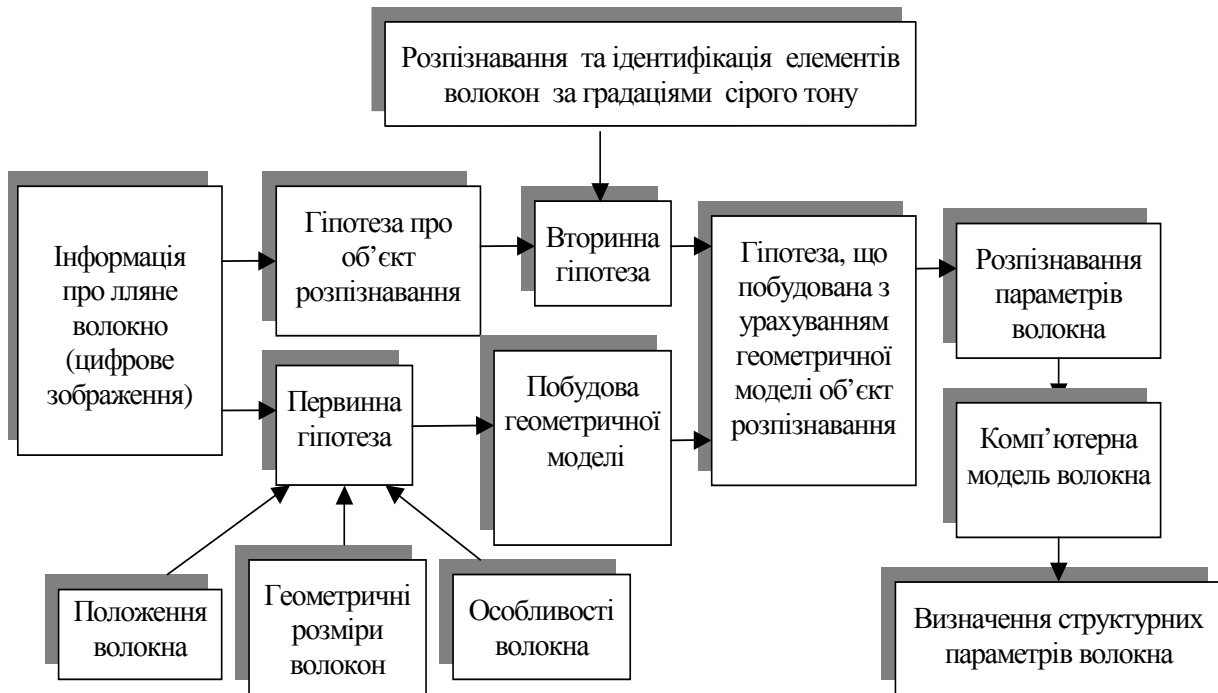 Розпізнавання та ідентифікація елементів
волокон за градаціями сірого тону
Інформація
про лляне
волокно
(цифрове
зображення)
Гіпотеза про
об’єкт
розпізнавання
Вторинна
гіпотеза
Гіпотеза, що
побудована з
урахуванням
геометричної
моделі об’єкт
розпізнавання
Розпізнавання
параметрів
волокна
Первинна
гіпотеза
Побудова
геометричної
моделі
Комп’ютерна
модель волокна
Положення
волокна
Геометричні
розміри
волокон
Особливості
волокна
Визначення структурних
параметрів волокна